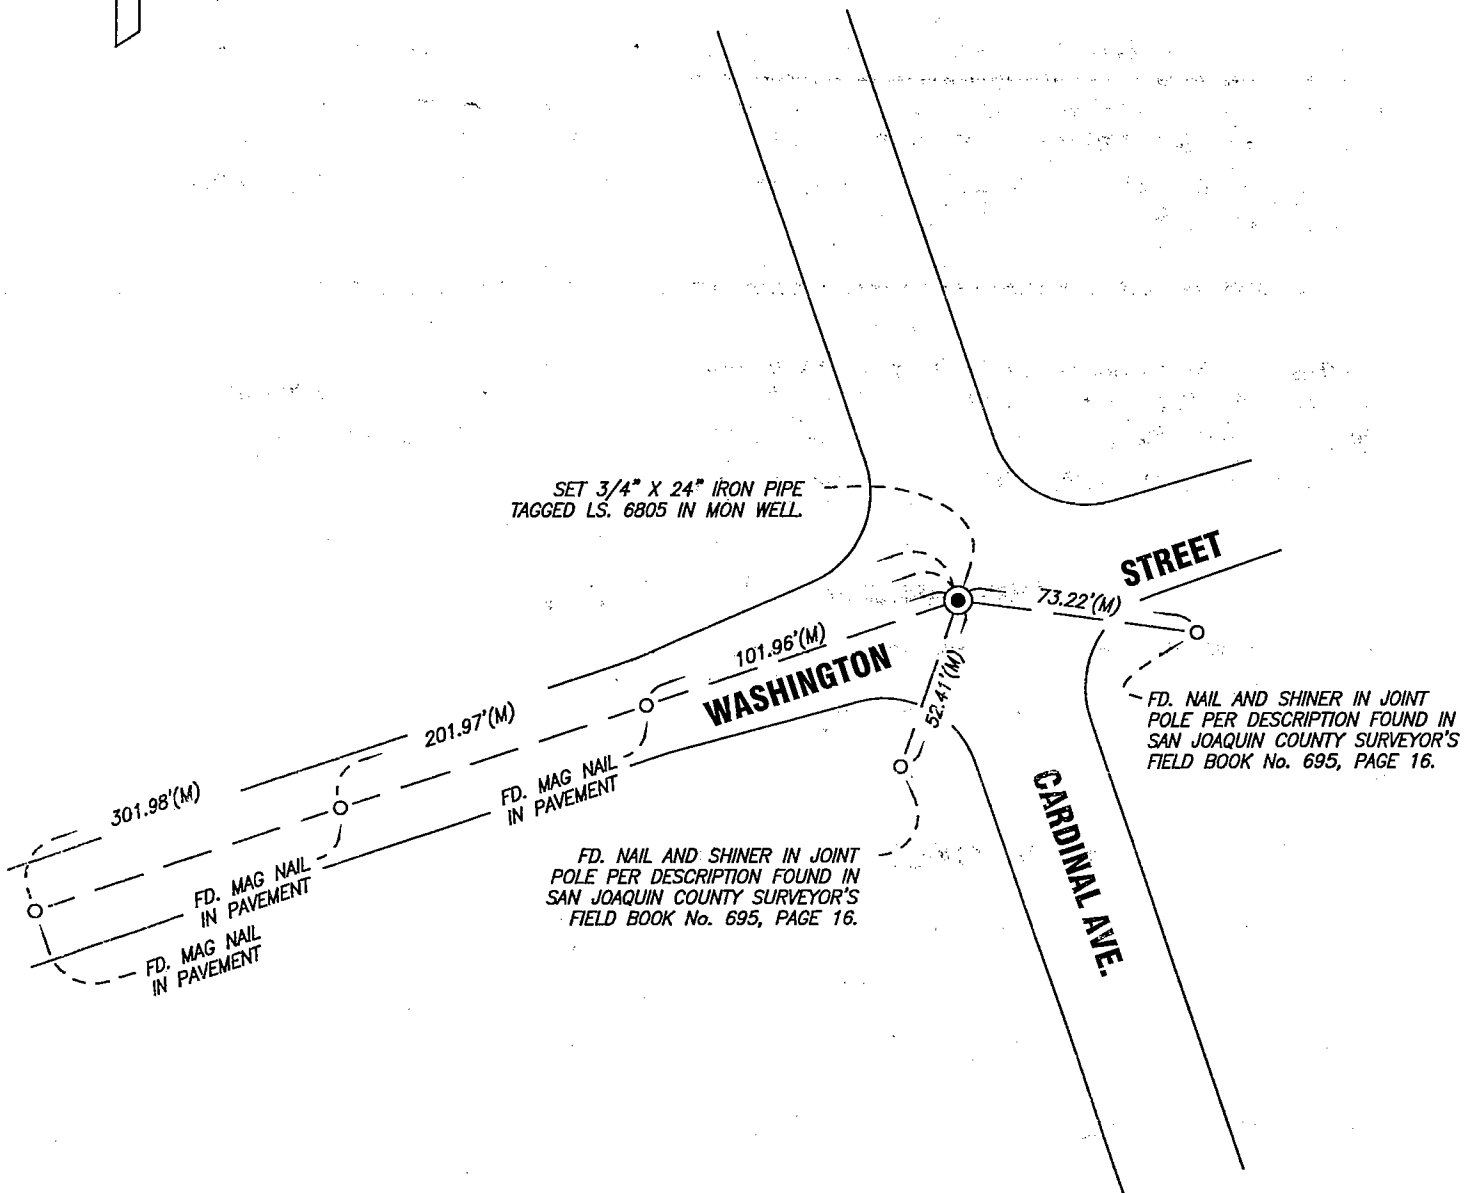 SET 3/4" X 24" IRON PIPE
TAGGED LS. 6805 IN MON WELL.
STREET
73.22'(M)
101.96'(M)
WASHINGTON
52.41'(M)
FD. NAIL AND SHINER IN JOINT
POLE PER DESCRIPTION FOUND IN
SAN JOAQUIN COUNTY SURVEYOR'S
FIELD BOOK No. 695, PAGE 16.
201.97'(M)
301.98'(M)
FD. MAG NAIL
IN PAVEMENT
CARDINAL AVE.
FD. NAIL AND SHINER IN JOINT
POLE PER DESCRIPTION FOUND IN
SAN JOAQUIN COUNTY SURVEYOR'S
FIELD BOOK No. 695, PAGE 16.
FD. MAG NAIL
IN PAVEMENT
FD. MAG NAIL
IN PAVEMENT